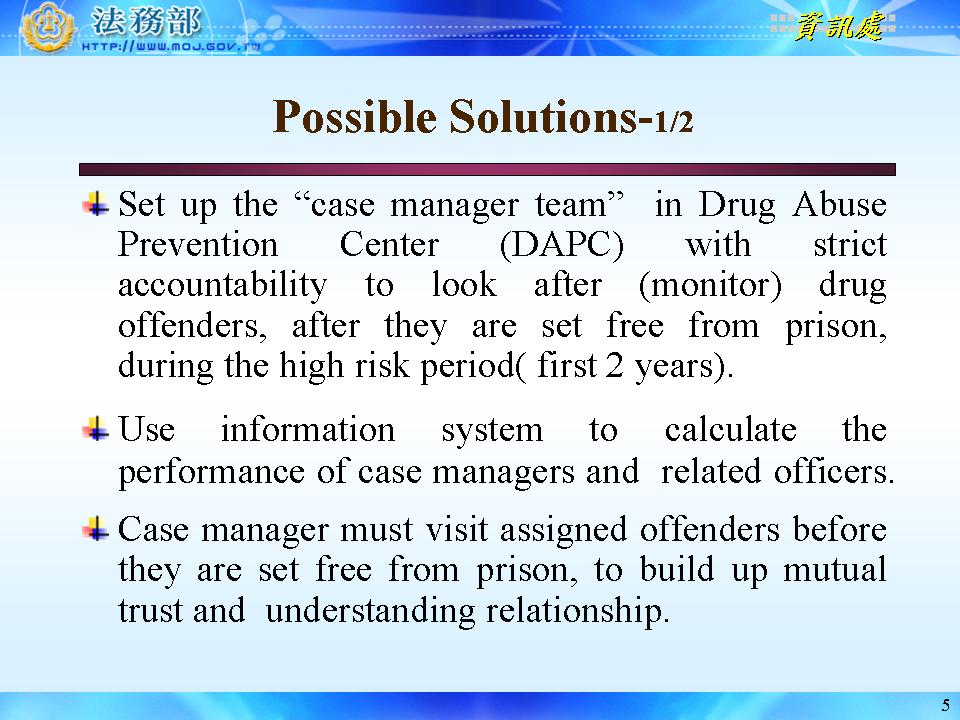 法務部
HTTP://WWW.MOJ.GOV.TW
資訊處
Possible Solutions-1/2
Set up the “case manager team”  in Drug Abuse
Prevention Center (DAPC) with strict
accountability to look after (monitor) drug
offenders, after they are set free from prison,
during the high risk period( first 2 years).
Use information system to calculate the
performance of case managers and  related officers.
Case manager must visit assigned offenders before
they are set free from prison, to build up mutual
trust and  understanding relationship.
5